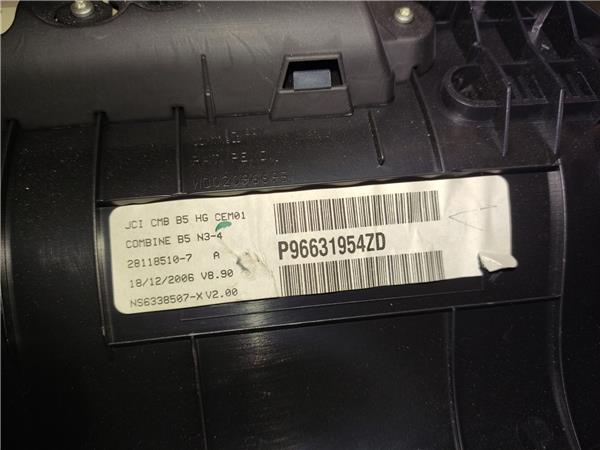 JCI CMB B5 HG CEM01
COMBINE B5 N3-4
28118510-7 A
18/12/2006 V8.90
NS6338507-X V2.00
P96631954ZD